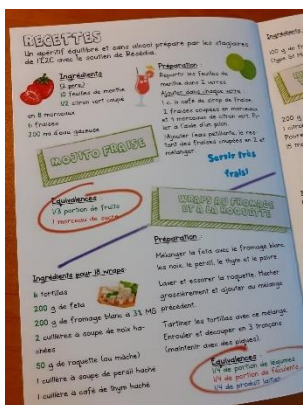 RECETTES
Un apéritif équilibre et sans alcool préparé par les stagiaires
de l'E2C avec le soutien de Résédia.
Ingrédients
(2 pers)
10 feuilles de menthe
1/2 citron vert coupé
en 8 morceaux
6 fraises
200 ml d'eau gazeuse
Préparation :
Répartir les feuilles de
menthe dans 2 verres
Ajouter dans chaque verre :
1 c. à café de sirop de fraise
2 fraises coupées en morceaux
et 4 morceaux de citron vert. Pi-
ler à l'aide d'un pilon
Ajouter l'eau pétillante, le res-
tant des fraises coupées en 2 et
mélanger
Servir très
frais!
MOJITO FRAISE
Equivalences
1/3 portion de fruits
1 morceau de sucre
WRAPS AU FROMAGE
ET A LA ROQUETTE
Ingrédients pour 18 wraps
6 tortillas
200 g de feta
200 g de fromage blanc à 3% MG
2 cuillères à soupe de noix ha-
chées
50 g de roquette (ou mâche)
1 cuillère à soupe de persil haché
1 cuillère à café de thym haché
Préparation :
Mélanger la feta avec le fromage blanc,
les noix, le persil, le thym et le poivre
Laver et essorer la roquette. Hacher
grossièrement et ajouter au mélange
précédent.
Tartiner les tortillas avec ce mélange.
Enrouler et découper en 3 tronçons
(maintenir avec des piques).
Equivalences :
1/4 de portion de légumes
1/4 de portion de féculents
1/4 de produit laitier